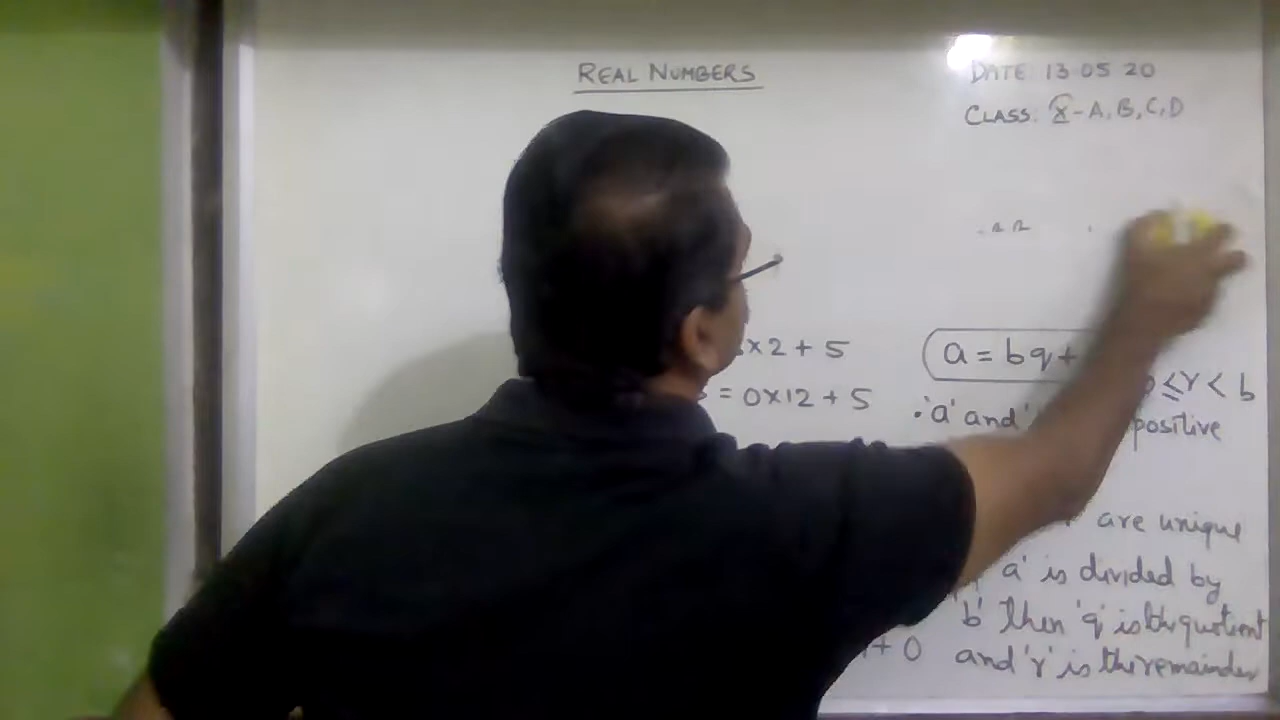 REAL NUMBERS
DATE: 13 05 20
CLASS: X - A, B, C, D
×2 + 5
= 0×12 + 5
a = bq +
≤ r < b
• 'a' and
positive
are unique
a' is divided by
'b' then 'q' is the quotient
+ 0
and 'r' is the remainder